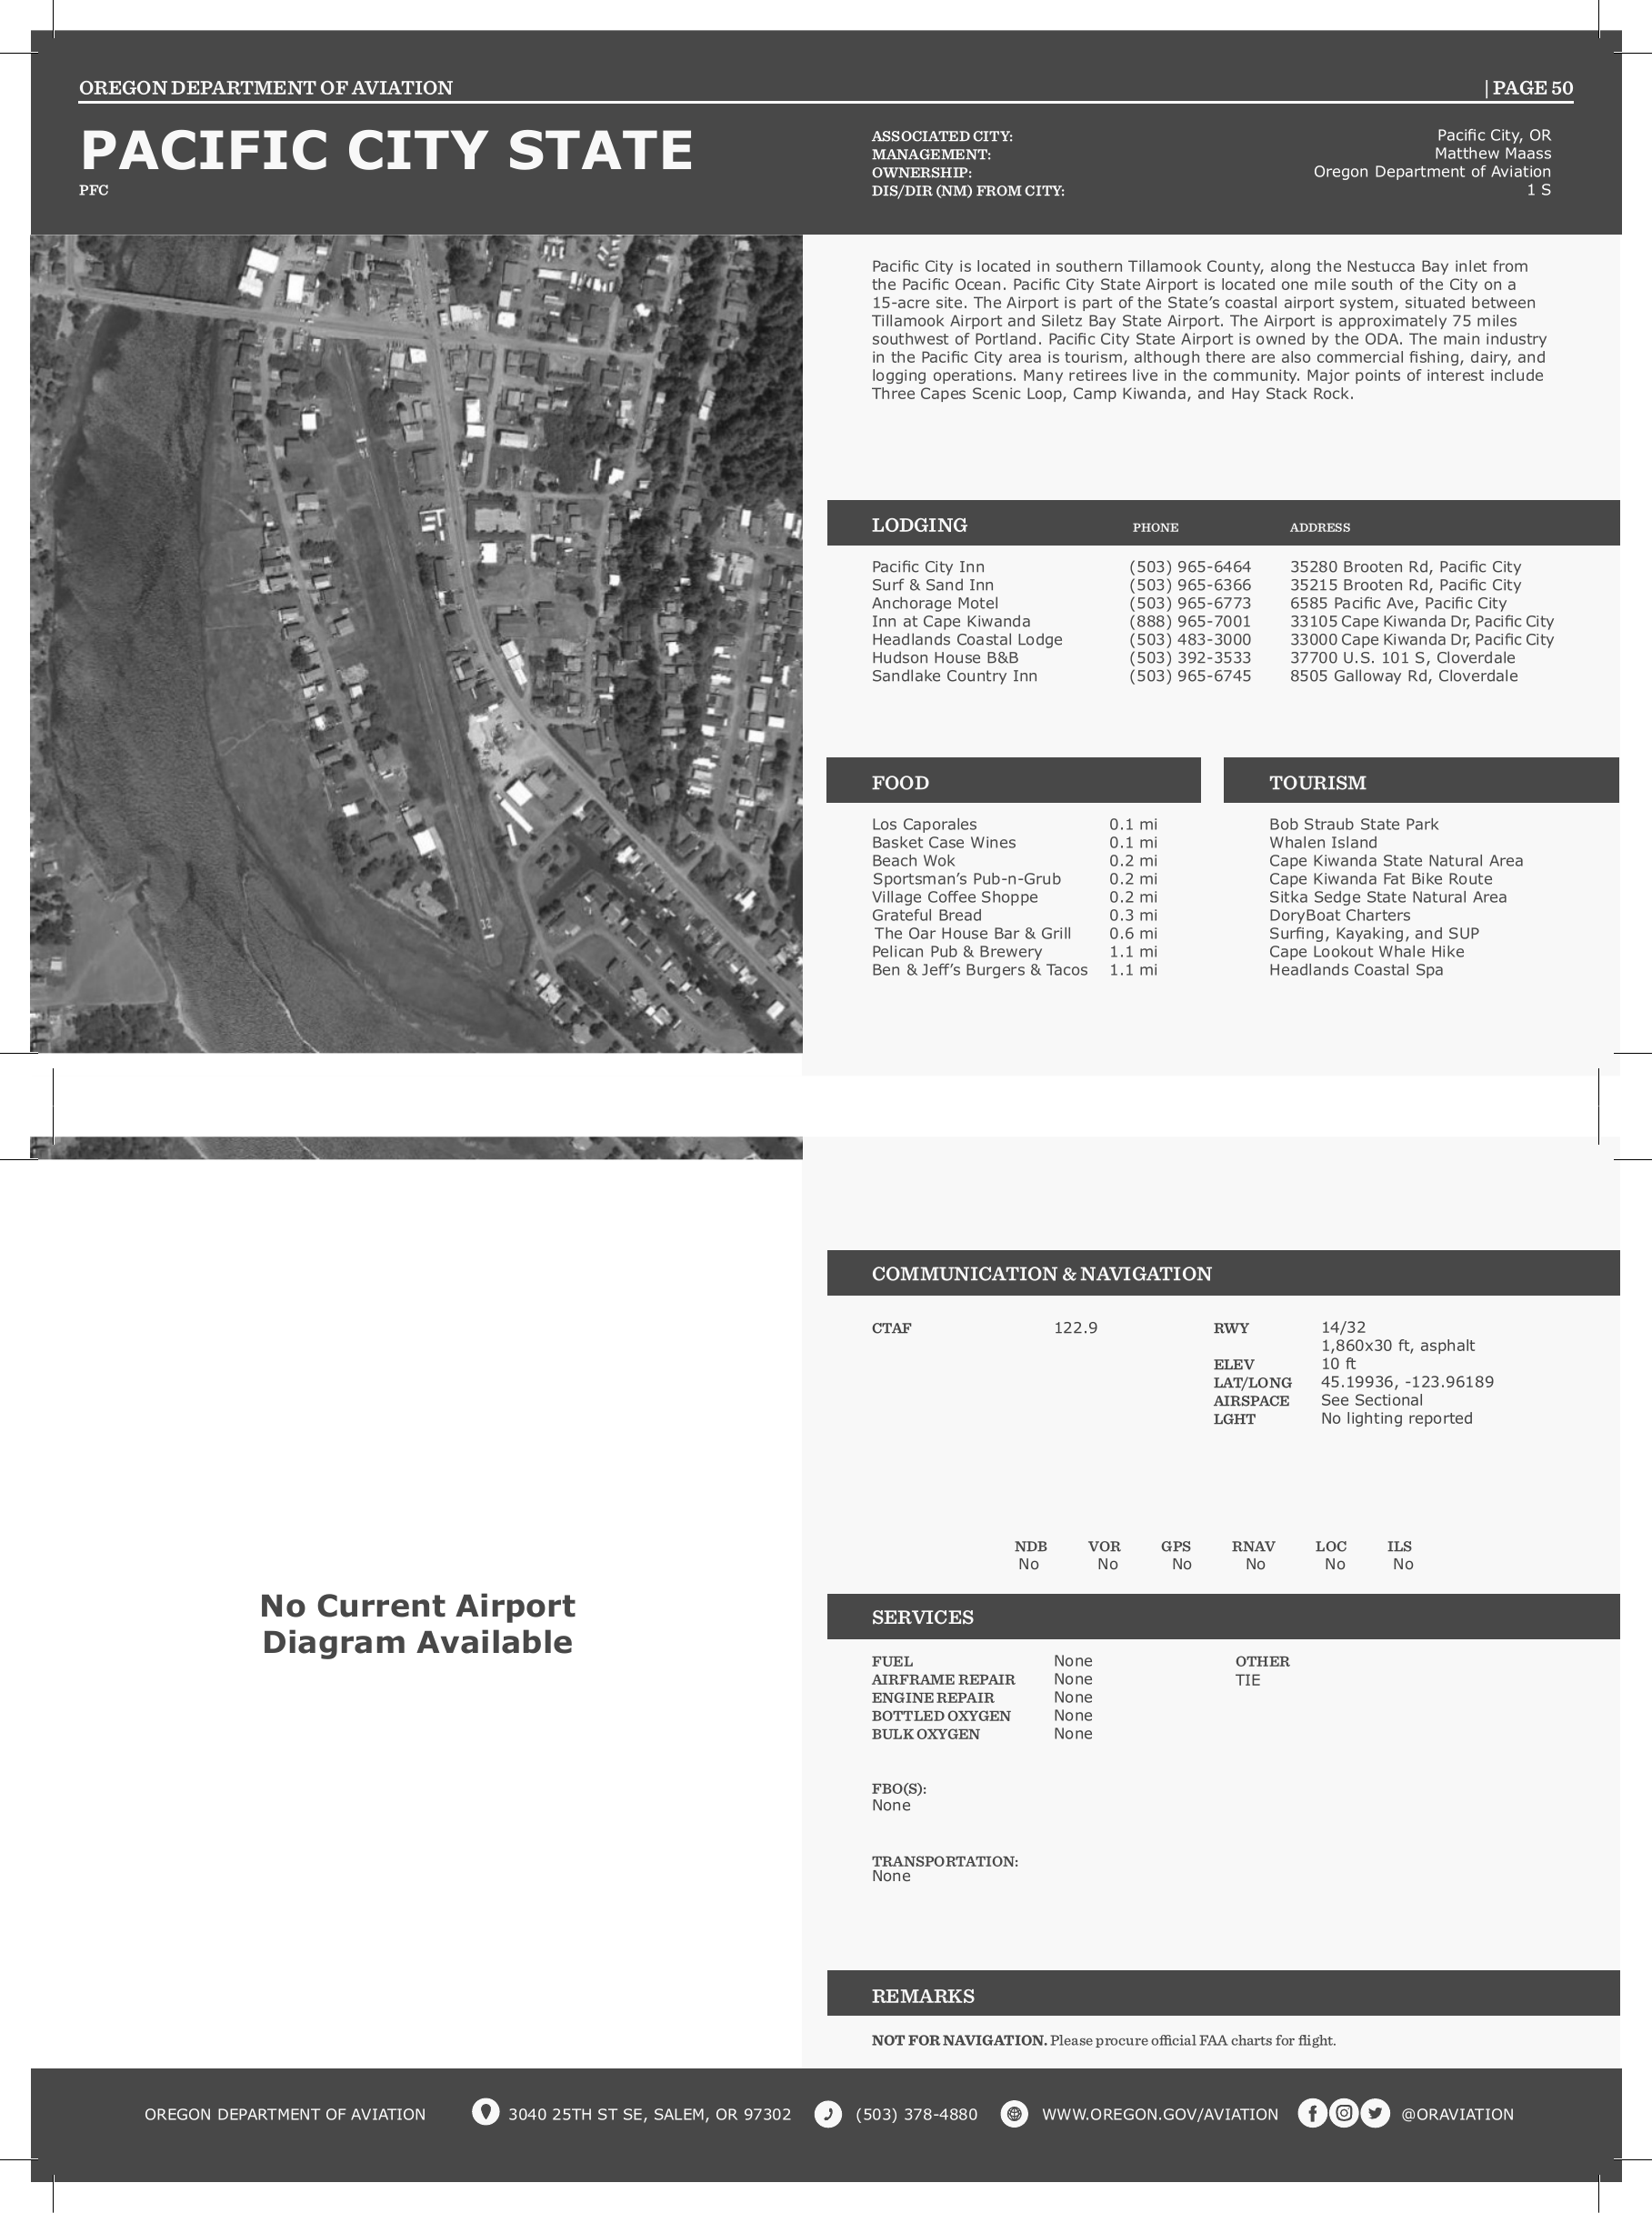 OREGON DEPARTMENT OF AVIATION | PAGE 50
PACIFIC CITY STATE
PFC
ASSOCIATED CITY: Pacific City, OR
MANAGEMENT: Matthew Maass
OWNERSHIP: Oregon Department of Aviation
DIS/DIR (NM) FROM CITY: 1 S
Pacific City is located in southern Tillamook County, along the Nestucca Bay inlet from
the Pacific Ocean. Pacific City State Airport is located one mile south of the City on a
15-acre site. The Airport is part of the State’s coastal airport system, situated between
Tillamook Airport and Siletz Bay State Airport. The Airport is approximately 75 miles
southwest of Portland. Pacific City State Airport is owned by the ODA. The main industry
in the Pacific City area is tourism, although there are also commercial fishing, dairy, and
logging operations. Many retirees live in the community. Major points of interest include
Three Capes Scenic Loop, Camp Kiwanda, and Hay Stack Rock.
LODGING PHONE ADDRESS
Pacific City Inn (503) 965-6464 35280 Brooten Rd, Pacific City
Surf & Sand Inn (503) 965-6366 35215 Brooten Rd, Pacific City
Anchorage Motel (503) 965-6773 6585 Pacific Ave, Pacific City
Inn at Cape Kiwanda (888) 965-7001 33105 Cape Kiwanda Dr, Pacific City
Headlands Coastal Lodge (503) 483-3000 33000 Cape Kiwanda Dr, Pacific City
Hudson House B&B (503) 392-3533 37700 U.S. 101 S, Cloverdale
Sandlake Country Inn (503) 965-6745 8505 Galloway Rd, Cloverdale
FOOD
Los Caporales 0.1 mi
Basket Case Wines 0.1 mi
Beach Wok 0.2 mi
Sportsman’s Pub-n-Grub 0.2 mi
Village Coffee Shoppe 0.2 mi
Grateful Bread 0.3 mi
The Oar House Bar & Grill 0.6 mi
Pelican Pub & Brewery 1.1 mi
Ben & Jeff’s Burgers & Tacos 1.1 mi
TOURISM
Bob Straub State Park
Whalen Island
Cape Kiwanda State Natural Area
Cape Kiwanda Fat Bike Route
Sitka Sedge State Natural Area
DoryBoat Charters
Surfing, Kayaking, and SUP
Cape Lookout Whale Hike
Headlands Coastal Spa
32
No Current Airport
Diagram Available
COMMUNICATION & NAVIGATION
CTAF 122.9
RWY 14/32
1,860x30 ft, asphalt
ELEV 10 ft
LAT/LONG 45.19936, -123.96189
AIRSPACE See Sectional
LGHT No lighting reported
NDB VOR GPS RNAV LOC ILS
No No No No No No
SERVICES
FUEL None
AIRFRAME REPAIR None
ENGINE REPAIR None
BOTTLED OXYGEN None
BULK OXYGEN None
OTHER
TIE
FBO(S):
None
TRANSPORTATION:
None
REMARKS
NOT FOR NAVIGATION. Please procure official FAA charts for flight.
OREGON DEPARTMENT OF AVIATION 3040 25TH ST SE, SALEM, OR 97302 (503) 378-4880 WWW.OREGON.GOV/AVIATION @ORAVIATION